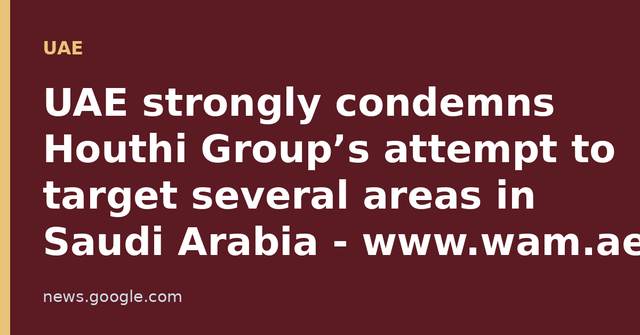 UAE
UAE strongly condemns
Houthi Group’s attempt to
target several areas in
Saudi Arabia - www.wam.ae
news.google.com